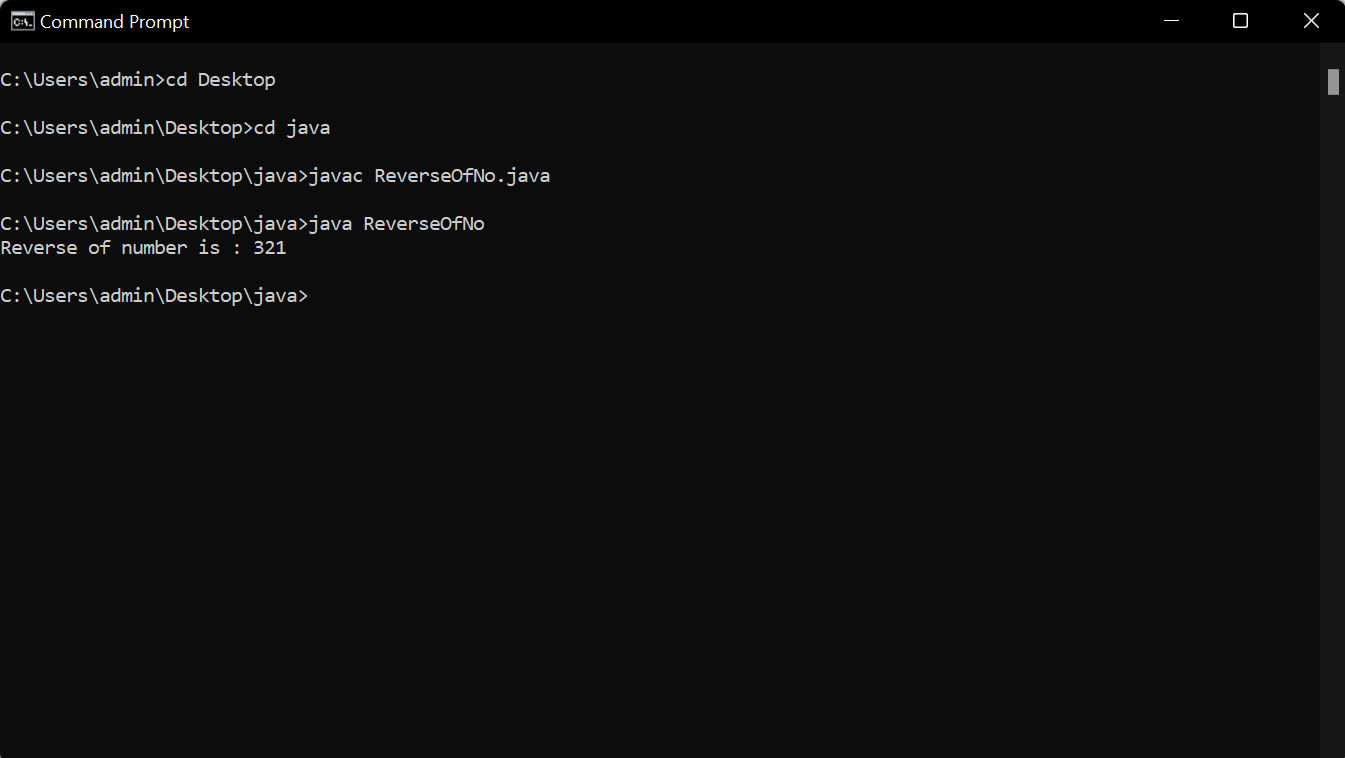 Command Prompt
C:\Users\admin>cd Desktop
C:\Users\admin\Desktop>cd java
C:\Users\admin\Desktop\java>javac ReverseOfNo.java
C:\Users\admin\Desktop\java>java ReverseOfNo
Reverse of number is : 321
C:\Users\admin\Desktop\java>